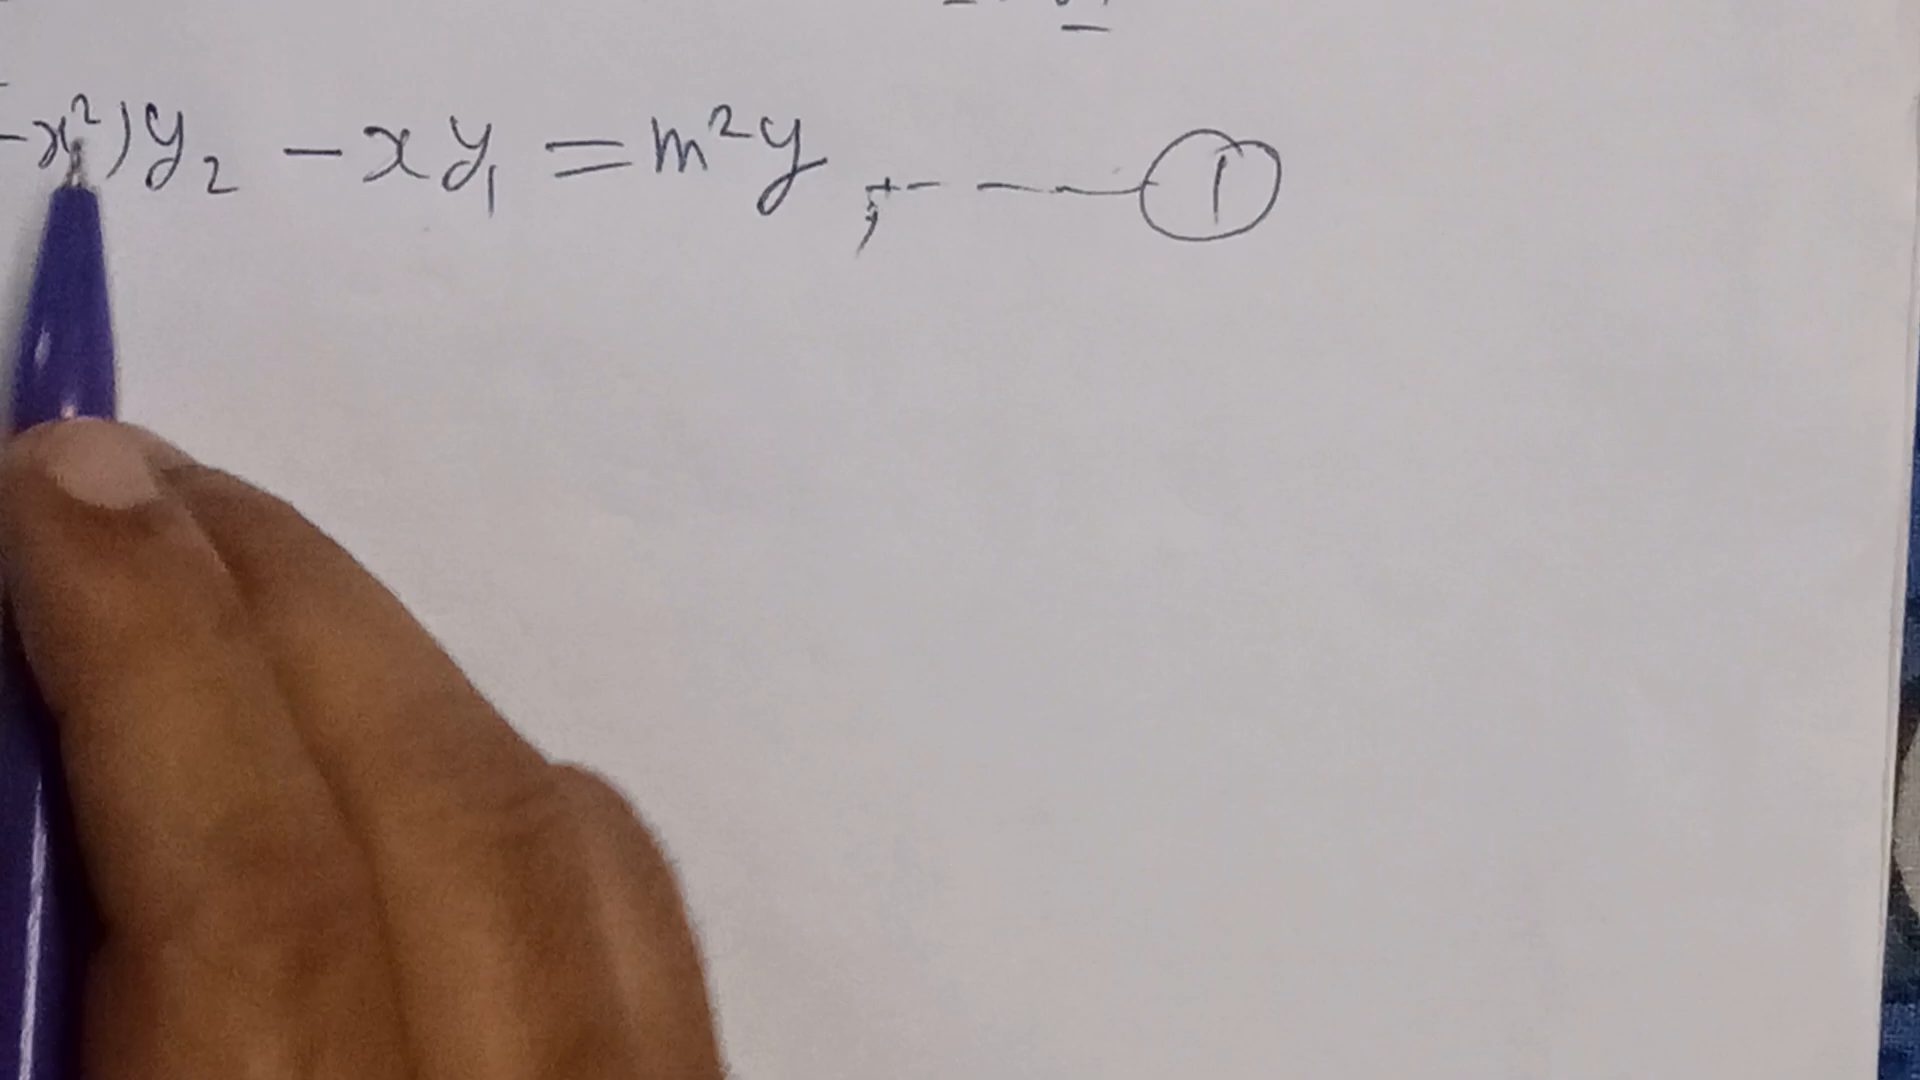 -x²)y₂ - xy₁ = m²y, ------ ①